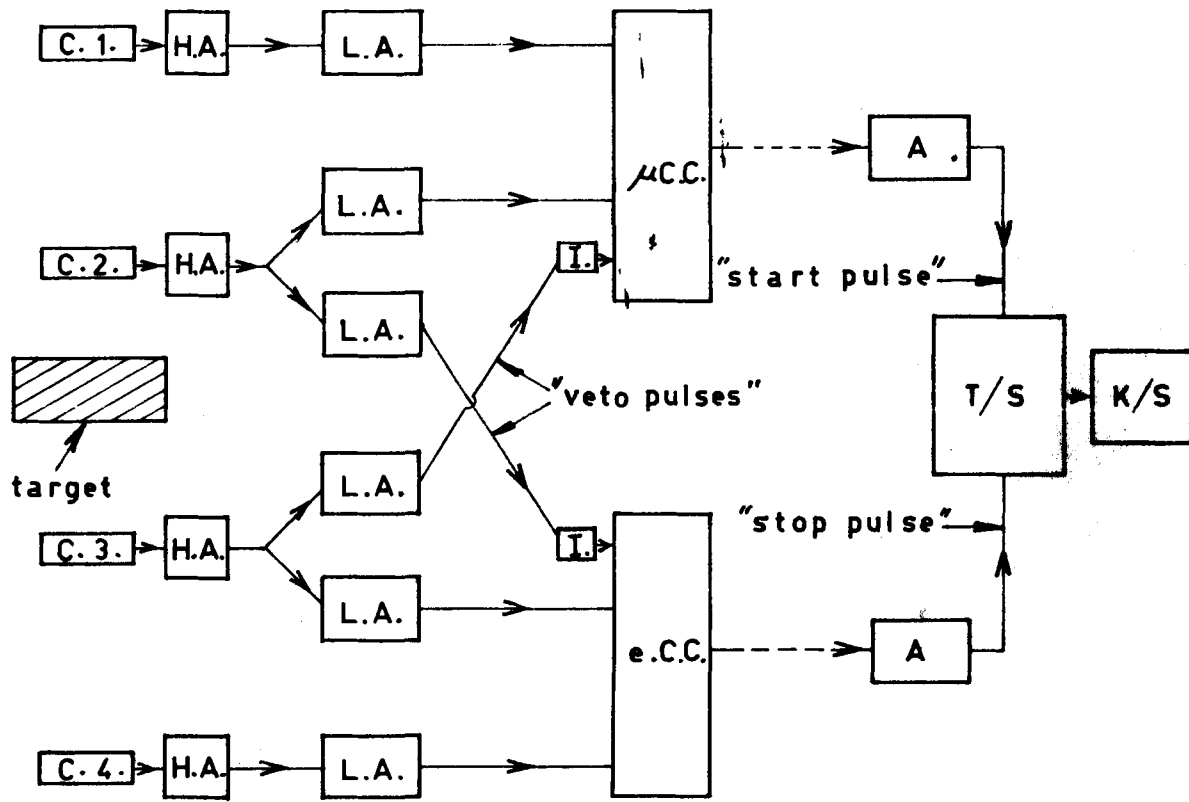 C. 1. H.A. L.A.
μC.C.
A .
L.A.
C. 2. H.A.
I.
"start pulse"
L.A.
"veto pulses"
T/S K/S
target
L.A.
"stop pulse"
C. 3. H.A. I.
L.A.
e.C.C. A
C. 4. H.A. L.A.